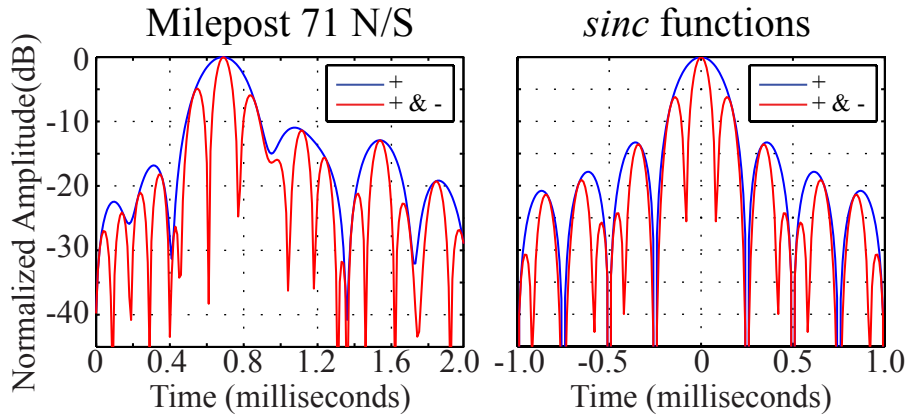 Milepost 71 N/S
sinc functions
Normalized Amplitude(dB)
0
-10
-20
-30
-40
+
+ & -
0 0.4 0.8 1.2 1.6 2.0
Time (milliseconds)
+
+ & -
-1.0 -0.5 0 0.5 1.0
Time (milliseconds)